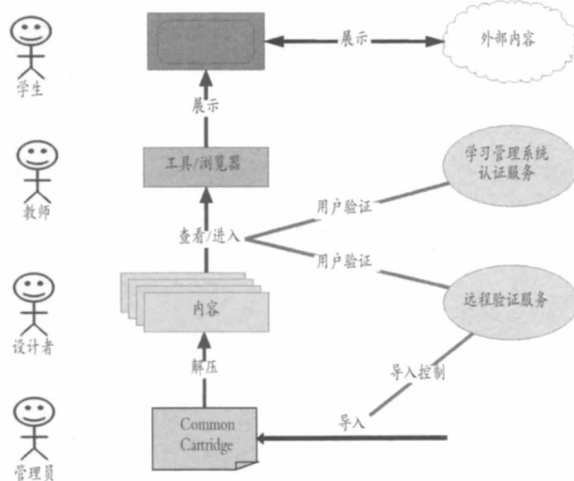 展示
外部内容
学生
展示
工具/浏览器
学习管理系统
认证服务
教师
用户验证
查看/进入
用户验证
内容
远程验证服务
设计者
解压
导入控制
Common
Cartridge
导入
管理员